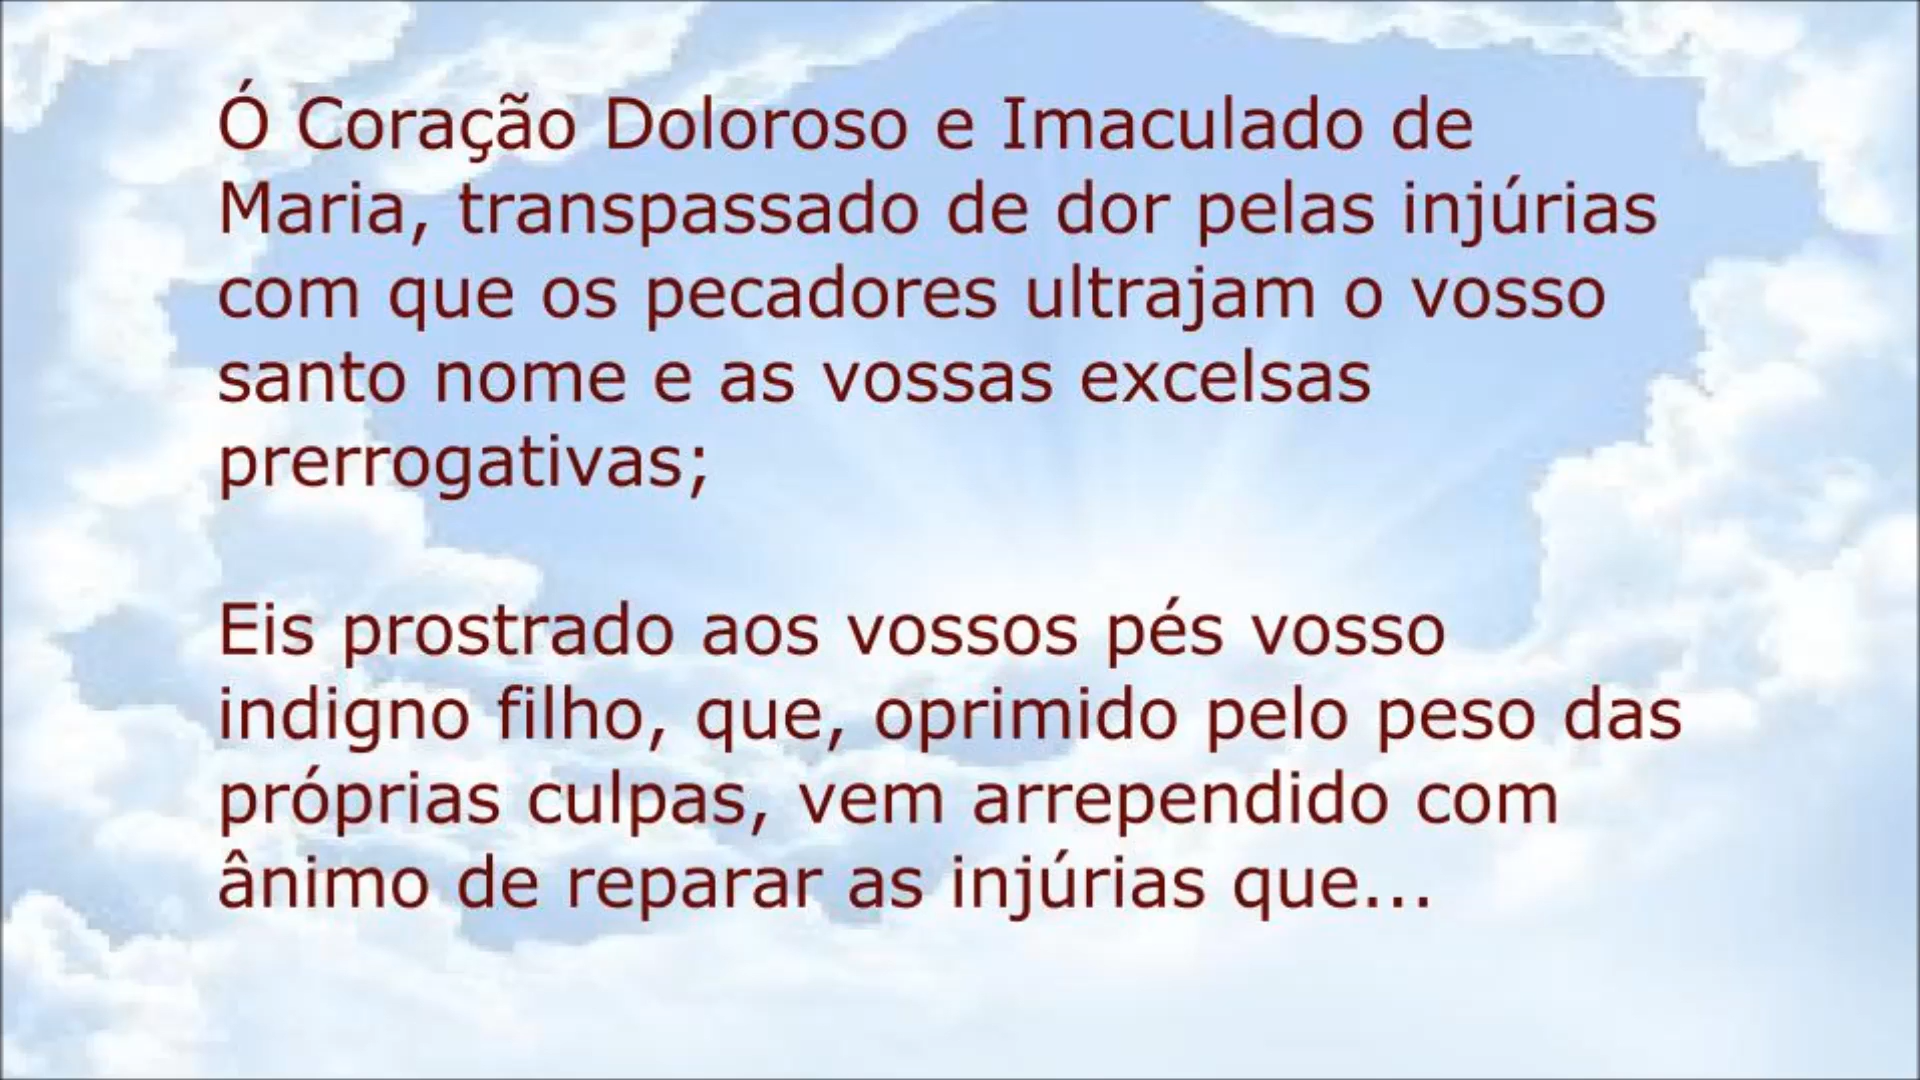 Ó Coração Doloroso e Imaculado de
Maria, transpassado de dor pelas injúrias
com que os pecadores ultrajam o vosso
santo nome e as vossas excelsas
prerrogativas;
Eis prostrado aos vossos pés vosso
indigno filho, que, oprimido pelo peso das
próprias culpas, vem arrependido com
ânimo de reparar as injúrias que...